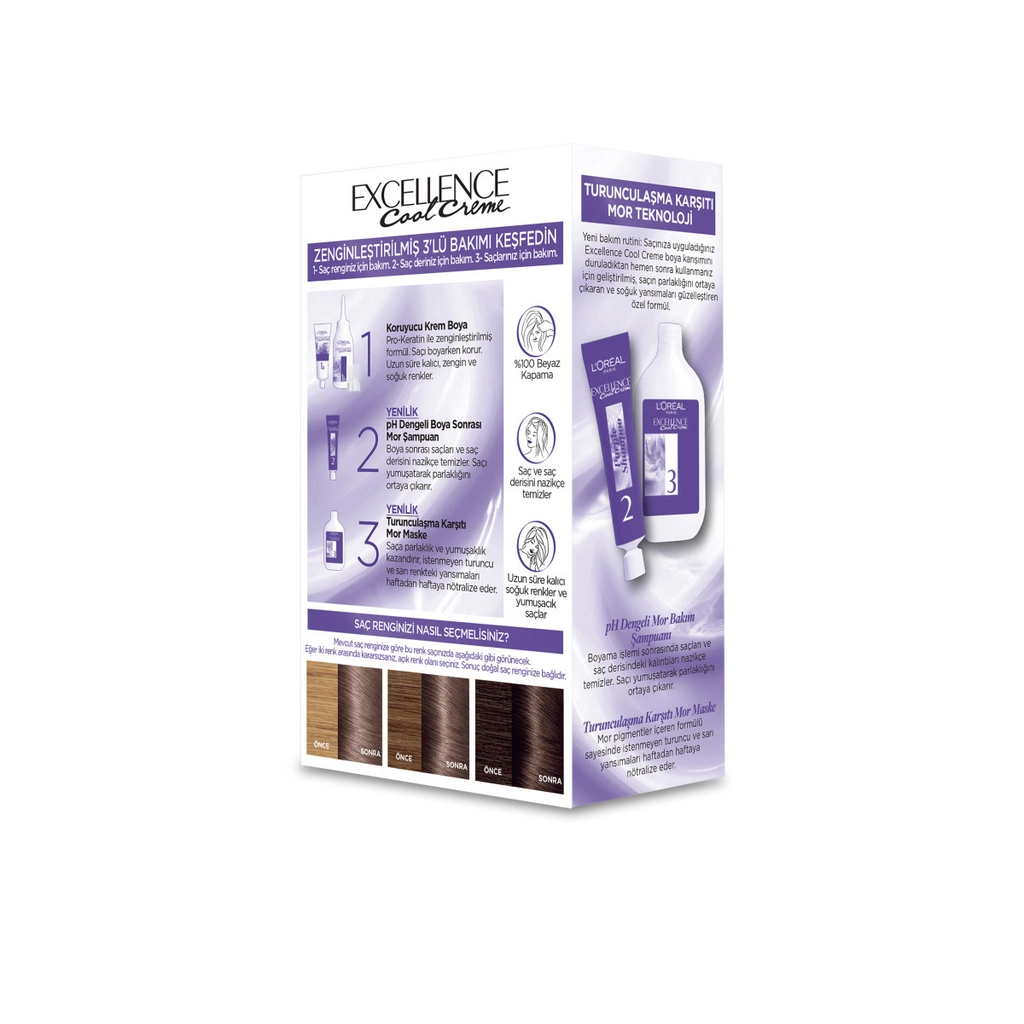 EXCELLENCE
Cool Creme
ZENGİNLEŞTİRİLMİŞ 3'LÜ BAKIMI KEŞFEDİN
1- Saç renginiz için bakım. 2- Saç deriniz için bakım. 3- Saçlarınız için bakım.
1
Koruyucu Krem Boya
Pro-Keratin ile zenginleştirilmiş
formül. Saçı boyarken korur.
Uzun süre kalıcı, zengin ve
soğuk renkler.
%100 Beyaz
Kapama
2
YENİLİK
pH Dengeli Boya Sonrası
Mor Şampuan
Boya sonrası saçları ve saç
derisini nazikçe temizler. Saçı
yumuşatarak parlaklığını
ortaya çıkarır.
Saç ve saç
derisini nazikçe
temizler
3
YENİLİK
Turunculaşma Karşıtı
Mor Maske
Saça parlaklık ve yumuşaklık
kazandırır, istenmeyen turuncu
ve sarı renkteki yansımaları
haftadan haftaya nötralize eder.
Uzun süre kalıcı
soğuk renkler ve
yumuşacık
saçlar
SAÇ RENGİNİZİ NASIL SEÇMELİSİNİZ?
Mevcut saç renginize göre bu renk saçınızda aşağıdaki gibi görünecek.
Eğer iki renk arasında kararsızsanız, açık renk olanı seçiniz. Sonuç doğal saç renginize bağlıdır.
ÖNCE
SONRA
ÖNCE
SONRA
ÖNCE
SONRA
TURUNCULAŞMA KARŞITI
MOR TEKNOLOJİ
Yeni bakım rutini: Saçınıza uyguladığınız
Excellence Cool Creme boya karışımını
duruladıktan hemen sonra kullanmanız
için geliştirilmiş, saçın parlaklığını ortaya
çıkaran ve soğuk yansımaları güzelleştiren
özel formül.
L'ORÉAL
PARIS
EXCELLENCE
Cool Creme
Purple
Shampoo
2
L'ORÉAL
PARIS
EXCELLENCE
Cool Creme
3
pH Dengeli Mor Bakım
Şampuanı
Boyama işlemi sonrasında saçları ve
saç derisindeki kalıntıları nazikçe
temizler. Saçı yumuşatarak parlaklığını
ortaya çıkarır.
Turunculaşma Karşıtı Mor Maske
Mor pigmentler içeren formülü
sayesinde istenmeyen turuncu ve sarı
yansımaları haftadan haftaya
nötralize eder.